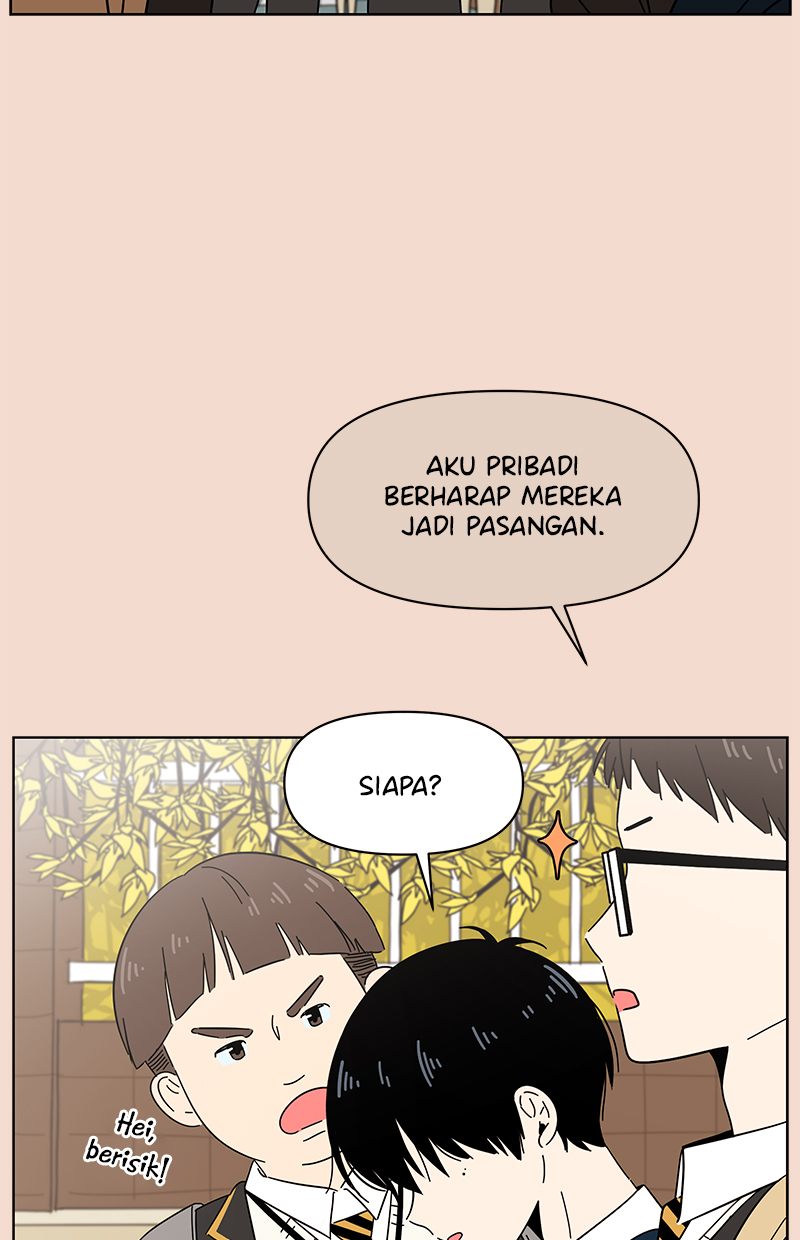 AKU PRIBADI
BERHARAP MEREKA
JADI PASANGAN.
SIAPA?
Hei,
berisik!